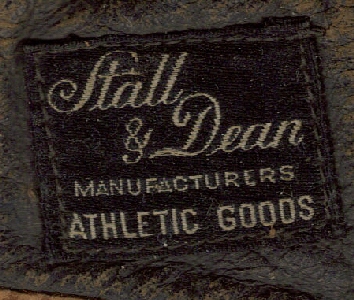 Stall
& Dean
MANUFACTURERS
ATHLETIC GOODS